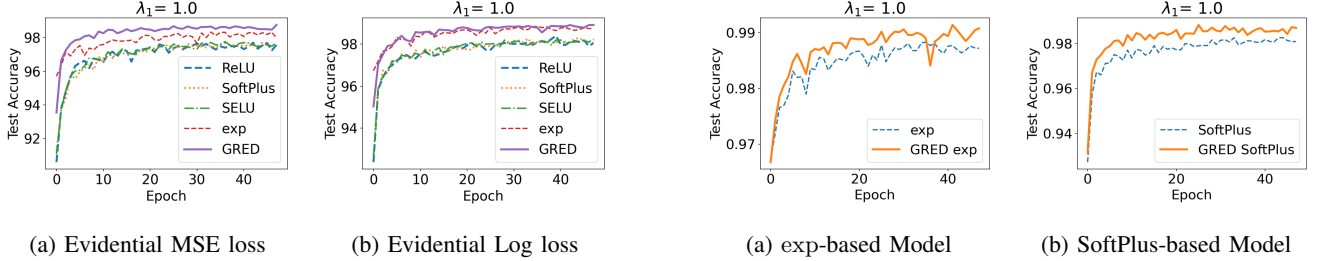 λ₁= 1.0
Test Accuracy
98
96
94
92
ReLU
SoftPlus
SELU
exp
GRED
0
20
40
Epoch
(a) Evidential MSE loss
λ₁= 1.0
Test Accuracy
98
96
94
ReLU
SoftPlus
SELU
exp
GRED
0
20
40
Epoch
(b) Evidential Log loss
λ₁= 1.0
Test Accuracy
0.99
0.98
0.97
exp
GRED exp
0
20
40
Epoch
(a) exp-based Model
λ₁= 1.0
Test Accuracy
0.98
0.96
0.94
SoftPlus
GRED SoftPlus
0
20
40
Epoch
(b) SoftPlus-based Model